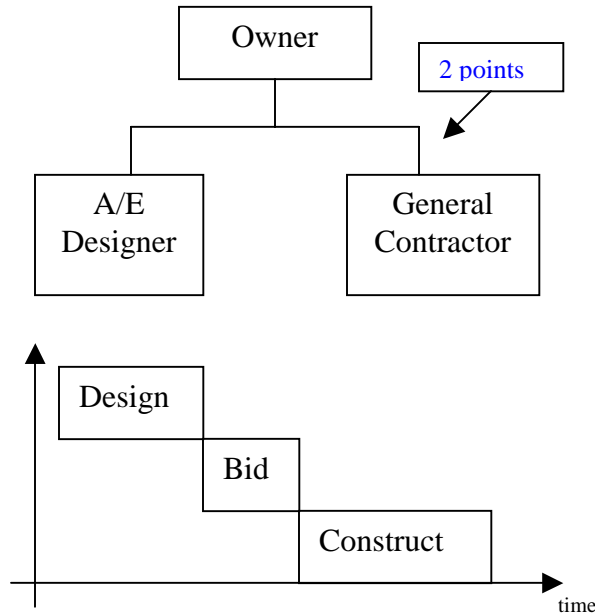 Owner
2 points
A/E
Designer
General
Contractor
Design
Bid
Construct
time